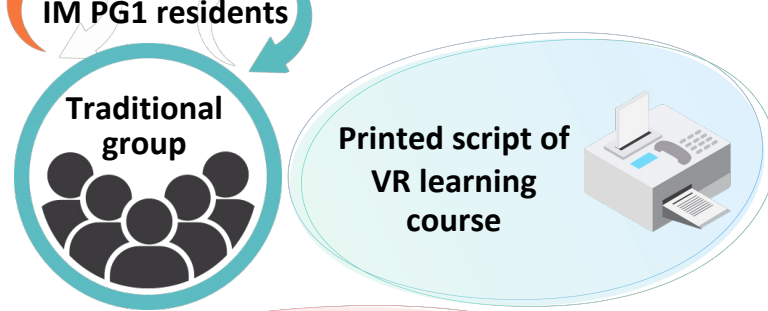 IM PG1 residents
Traditional
group
Printed script of
VR learning
course